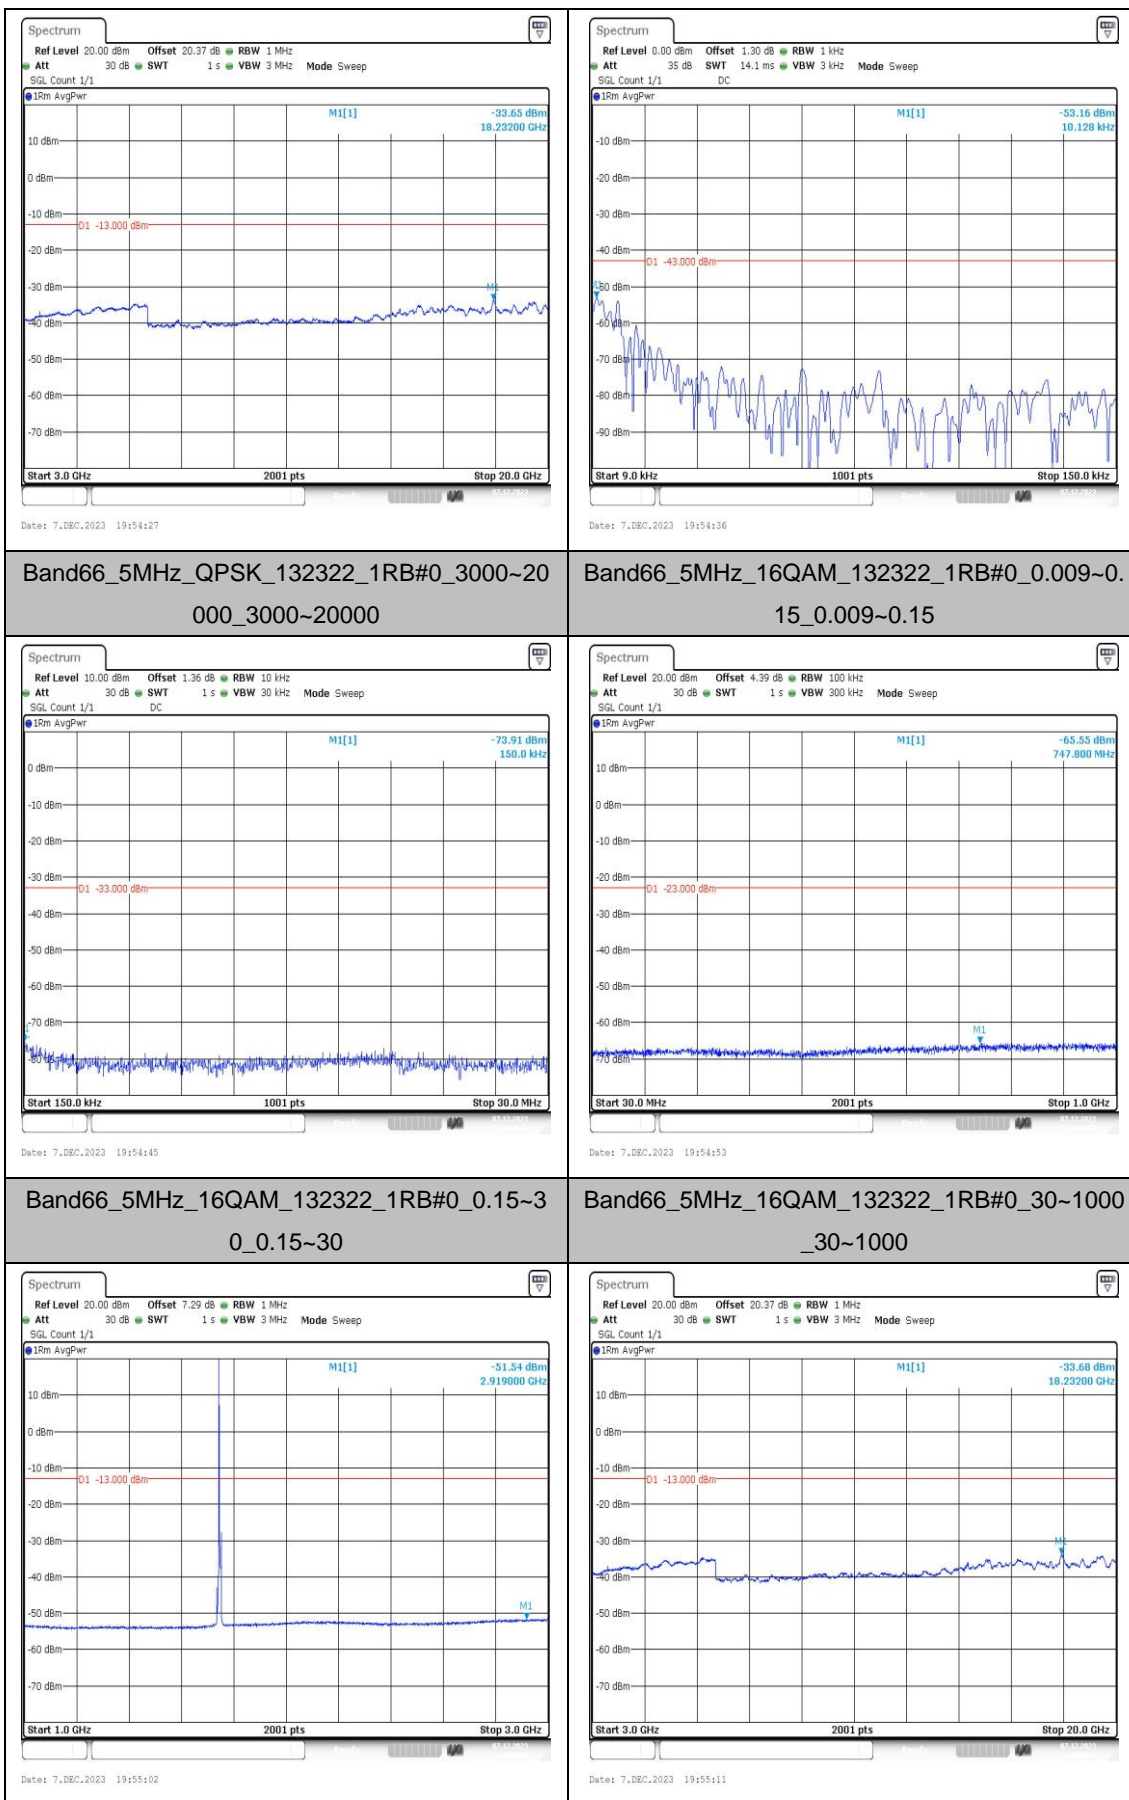 Spectrum
Ref Level 20.00 dBm Offset 20.37 dB RBW 1 MHz
Att 30 dB SWT 1 s VBW 3 MHz Mode Sweep
SGL Count 1/1
1Rm AvgPwr
M1[1] -33.65 dBm
18.23200 GHz
10 dBm
0 dBm
-10 dBm
D1 -13.000 dBm
-20 dBm
-30 dBm
M1
-40 dBm
-50 dBm
-60 dBm
-70 dBm
Start 3.0 GHz 2001 pts Stop 20.0 GHz
Date: 7.DEC.2023 19:54:27
Spectrum
Ref Level 0.00 dBm Offset 1.30 dB RBW 1 kHz
Att 35 dB SWT 14.1 ms VBW 3 kHz Mode Sweep
SGL Count 1/1 DC
1Rm AvgPwr
M1[1] -53.16 dBm
10.128 kHz
-10 dBm
-20 dBm
-30 dBm
-40 dBm
D1 -43.000 dBm
-50 dBm
-60 dBm
-70 dBm
-80 dBm
-90 dBm
Start 9.0 kHz 1001 pts Stop 150.0 kHz
Date: 7.DEC.2023 19:54:36
Band66_5MHz_QPSK_132322_1RB#0_3000~20
000_3000~20000
Band66_5MHz_16QAM_132322_1RB#0_0.009~0.
15_0.009~0.15
Spectrum
Ref Level 10.00 dBm Offset 1.36 dB RBW 10 kHz
Att 30 dB SWT 1 s VBW 30 kHz Mode Sweep
SGL Count 1/1 DC
1Rm AvgPwr
M1[1] -73.91 dBm
150.0 kHz
0 dBm
-10 dBm
-20 dBm
-30 dBm
D1 -33.000 dBm
-40 dBm
-50 dBm
-60 dBm
-70 dBm
-80 dBm
Start 150.0 kHz 1001 pts Stop 30.0 MHz
Date: 7.DEC.2023 19:54:45
Spectrum
Ref Level 20.00 dBm Offset 4.39 dB RBW 100 kHz
Att 30 dB SWT 1 s VBW 300 kHz Mode Sweep
SGL Count 1/1
1Rm AvgPwr
M1[1] -65.55 dBm
747.800 MHz
10 dBm
0 dBm
-10 dBm
-20 dBm
D1 -23.000 dBm
-30 dBm
-40 dBm
-50 dBm
-60 dBm
M1
-70 dBm
Start 30.0 MHz 2001 pts Stop 1.0 GHz
Date: 7.DEC.2023 19:54:53
Band66_5MHz_16QAM_132322_1RB#0_0.15~3
0_0.15~30
Band66_5MHz_16QAM_132322_1RB#0_30~1000
_30~1000
Spectrum
Ref Level 20.00 dBm Offset 7.29 dB RBW 1 MHz
Att 30 dB SWT 1 s VBW 3 MHz Mode Sweep
SGL Count 1/1
1Rm AvgPwr
M1[1] -51.54 dBm
2.919000 GHz
10 dBm
0 dBm
-10 dBm
D1 -13.000 dBm
-20 dBm
-30 dBm
-40 dBm
-50 dBm
M1
-60 dBm
-70 dBm
Start 1.0 GHz 2001 pts Stop 3.0 GHz
Date: 7.DEC.2023 19:55:02
Spectrum
Ref Level 20.00 dBm Offset 20.37 dB RBW 1 MHz
Att 30 dB SWT 1 s VBW 3 MHz Mode Sweep
SGL Count 1/1
1Rm AvgPwr
M1[1] -33.68 dBm
18.23200 GHz
10 dBm
0 dBm
-10 dBm
D1 -13.000 dBm
-20 dBm
-30 dBm
M1
-40 dBm
-50 dBm
-60 dBm
-70 dBm
Start 3.0 GHz 2001 pts Stop 20.0 GHz
Date: 7.DEC.2023 19:55:11